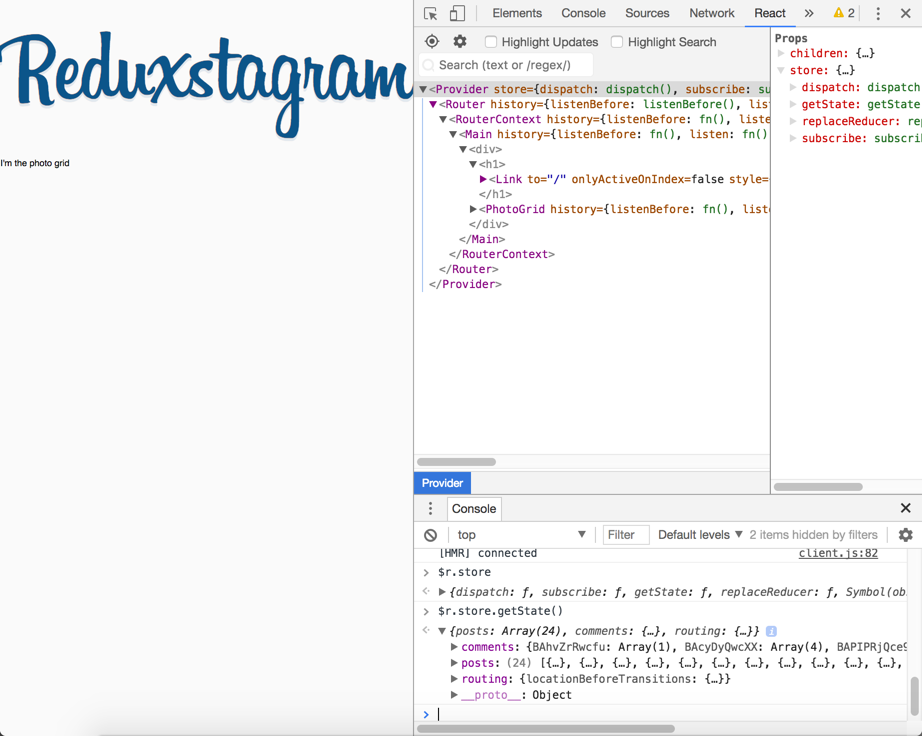 Reduxstagram
I'm the photo grid
Elements Console Sources Network React » 2
Highlight Updates Highlight Search
Search (text or /regex/)
<Provider store={dispatch: dispatch(), subscribe: su
<Router history={listenBefore: listenBefore(), lis
<RouterContext history={listenBefore: fn(), liste
<Main history={listenBefore: fn(), listen: fn()
<div>
<h1>
<Link to="/" onlyActiveOnIndex=false style=
</h1>
<PhotoGrid history={listenBefore: fn(), list
</div>
</Main>
</RouterContext>
</Router>
</Provider>
Provider
Props
children: {…}
store: {…}
dispatch: dispatch
getState: getState
replaceReducer: rep
subscribe: subscri
Console
top Filter Default levels 2 items hidden by filters
[HMR] connected client.js:82
> $r.store
{dispatch: ƒ, subscribe: ƒ, getState: ƒ, replaceReducer: ƒ, Symbol(ob
> $r.store.getState()
{posts: Array(24), comments: {…}, routing: {…}} i
comments: {BAhvZrRwcfu: Array(1), BAcyDyQwcXX: Array(4), BAPIPRjQce9
posts: (24) [{…}, {…}, {…}, {…}, {…}, {…}, {…}, {…}, {…}, {…}, {…},
routing: {locationBeforeTransitions: {…}}
__proto__: Object
>